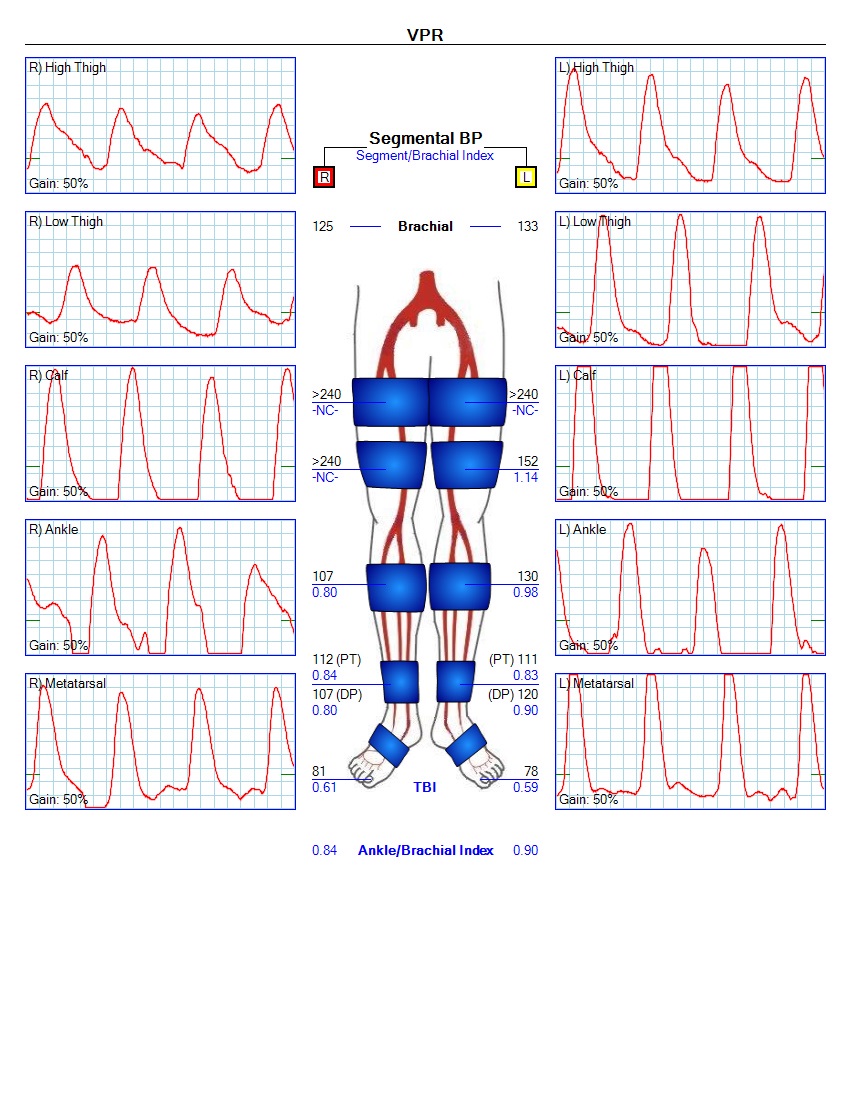 VPR
R) High Thigh
Gain: 50%
R) Low Thigh
Gain: 50%
R) Calf
Gain: 50%
R) Ankle
Gain: 50%
R) Metatarsal
Gain: 50%
Segmental BP
Segment/Brachial Index
R
L
125 Brachial 133
>240 >240
-NC- -NC-
>240 152
-NC- 1.14
107 130
0.80 0.98
112 (PT) (PT) 111
0.84 0.83
107 (DP) (DP) 120
0.80 0.90
81 78
0.61 TBI 0.59
0.84 Ankle/Brachial Index 0.90
L) High Thigh
Gain: 50%
L) Low Thigh
Gain: 50%
L) Calf
Gain: 50%
L) Ankle
Gain: 50%
L) Metatarsal
Gain: 50%